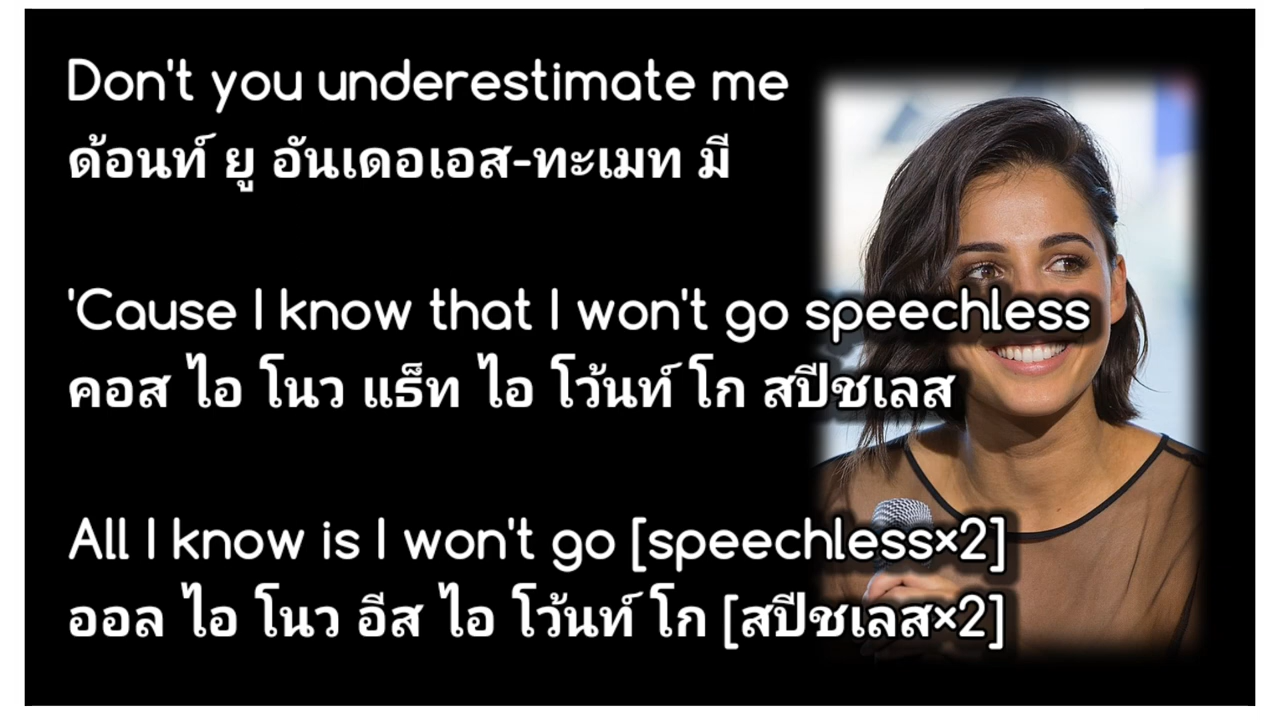 Don't you underestimate me
ด้อนท์ ยู อันเดอเอส-ทะเมท มี
'Cause I know that I won't go speechless
คอส ไอ โนว แธ็ท ไอ โว้นท์ โก สปีชเลส
All I know is I won't go [speechless×2]
ออล ไอ โนว อีส ไอ โว้นท์ โก [สปีชเลส×2]